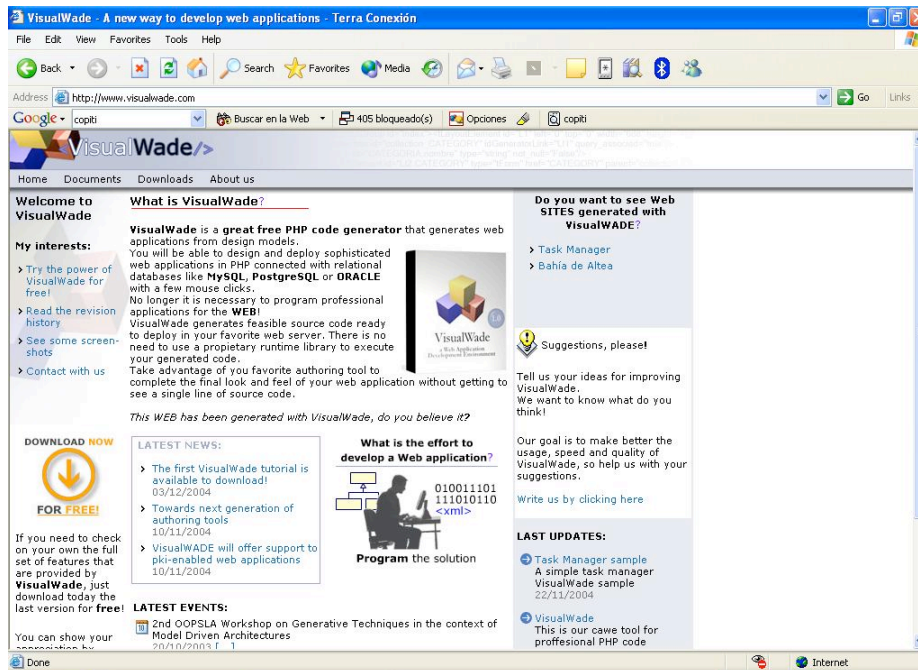 VisualWade - A new way to develop web applications - Terra Conexión
File Edit View Favorites Tools Help
Back Search Favorites Media
Address http://www.visualwade.com Go Links
Google copiti Buscar en la Web 405 bloqueado(s) Opciones copiti
VisualWade/>
Home Documents Downloads About us
Welcome to
VisualWade
My interests:
Try the power of
VisualWade for
free!
Read the revision
history
See some screen-
shots
Contact with us
DOWNLOAD NOW
FOR FREE!
If you need to check
on your own the full
set of features that
are provided by
VisualWade, just
download today the
last version for free!
You can show your
What is VisualWade?
VisualWade is a great free PHP code generator that generates web
applications from design models.
You will be able to design and deploy sophisticated
web applications in PHP connected with relational
databases like MySQL, PostgreSQL or ORACLE
with a few mouse clicks.
No longer it is necessary to program professional
applications for the WEB!
VisualWade generates feasible source code ready
to deploy in your favorite web server. There is no
need to use a propietary runtime library to execute
your generated code.
Take advantage of you favorite authoring tool to
complete the final look and feel of your web application without getting to
see a single line of source code.
VisualWade
a Web Application
Development Environment
1.0
This WEB has been generated with VisualWade, do you believe it?
LATEST NEWS:
The first VisualWade tutorial is
available to download!
03/12/2004
Towards next generation of
authoring tools
10/11/2004
VisualWADE will offer support to
pki-enabled web applications
10/11/2004
What is the effort to
develop a Web application?
010011101
111010110
<xml>
Program the solution
LATEST EVENTS:
2nd OOPSLA Workshop on Generative Techniques in the context of
Model Driven Architectures
20/10/2003 [...]
Do you want to see Web
SITES generated with
VisualWADE?
Task Manager
Bahía de Altea
Suggestions, please!
Tell us your ideas for improving
VisualWade.
We want to know what do you
think!
Our goal is to make better the
usage, speed and quality of
VisualWade, so help us with your
suggestions.
Write us by clicking here
LAST UPDATES:
Task Manager sample
A simple task manager
VisualWade sample
22/11/2004
VisualWade
This is our cawe tool for
proffesional PHP code
Done Internet